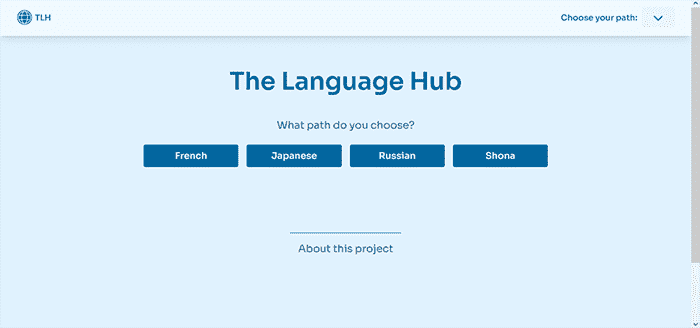 TLH
Choose your path:
The Language Hub
What path do you choose?
French Japanese Russian Shona
About this project